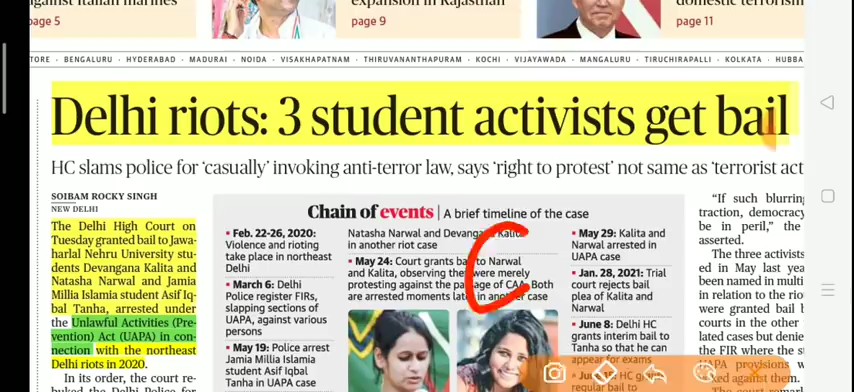 against Italian marines
page 5
expansion in Rajasthan
page 9
domestic terrorism
page 11
BENGALURU • HYDERABAD • MADURAI • NOIDA • VISAKHAPATNAM • THIRUVANANTHAPURAM • KOCHI • VIJAYAWADA • MANGALURU • TIRUCHIRAPALLI • KOLKATA • HUBBA
Delhi riots: 3 student activists get bail
HC slams police for ‘casually’ invoking anti-terror law, says ‘right to protest’ not same as ‘terrorist act
SOIBAM ROCKY SINGH
NEW DELHI
The Delhi High Court on
Tuesday granted bail to Jawa-
harlal Nehru University stu-
dents Devangana Kalita and
Natasha Narwal and Jamia
Millia Islamia student Asif Iq-
bal Tanha, arrested under
the Unlawful Activities (Pre-
vention) Act (UAPA) in con-
nection with the northeast
Delhi riots in 2020.
In its order, the court re-
buked the Delhi Police for
Chain of events | A brief timeline of the case
▪ Feb. 22-26, 2020:
Violence and rioting
take place in northeast
Delhi
▪ March 6: Delhi
Police register FIRs,
slapping sections of
UAPA, against various
persons
▪ May 19: Police arrest
Jamia Millia Islamia
student Asif Iqbal
Tanha in UAPA case
Natasha Narwal and Devangana Kalita
in another riot case
▪ May 24: Court grants bail to Narwal
and Kalita, observing they were merely
protesting against the passage of CAA. Both
are arrested moments later in another case
▪ May 29: Kalita and
Narwal arrested in
UAPA case
▪ Jan. 28, 2021: Trial
court rejects bail
plea of Kalita and
Narwal
▪ June 8: Delhi HC
grants interim bail to
Tanha so that he can
appear for exams
HC grants
regular bail to
“If such blurring
traction, democracy
be in peril,” the
asserted.
The three activists
ed in May last year
been named in multi
in relation to the rio
were granted bail b
courts in the other
lated cases but denie
the FIR where the s
UAPA provisions w